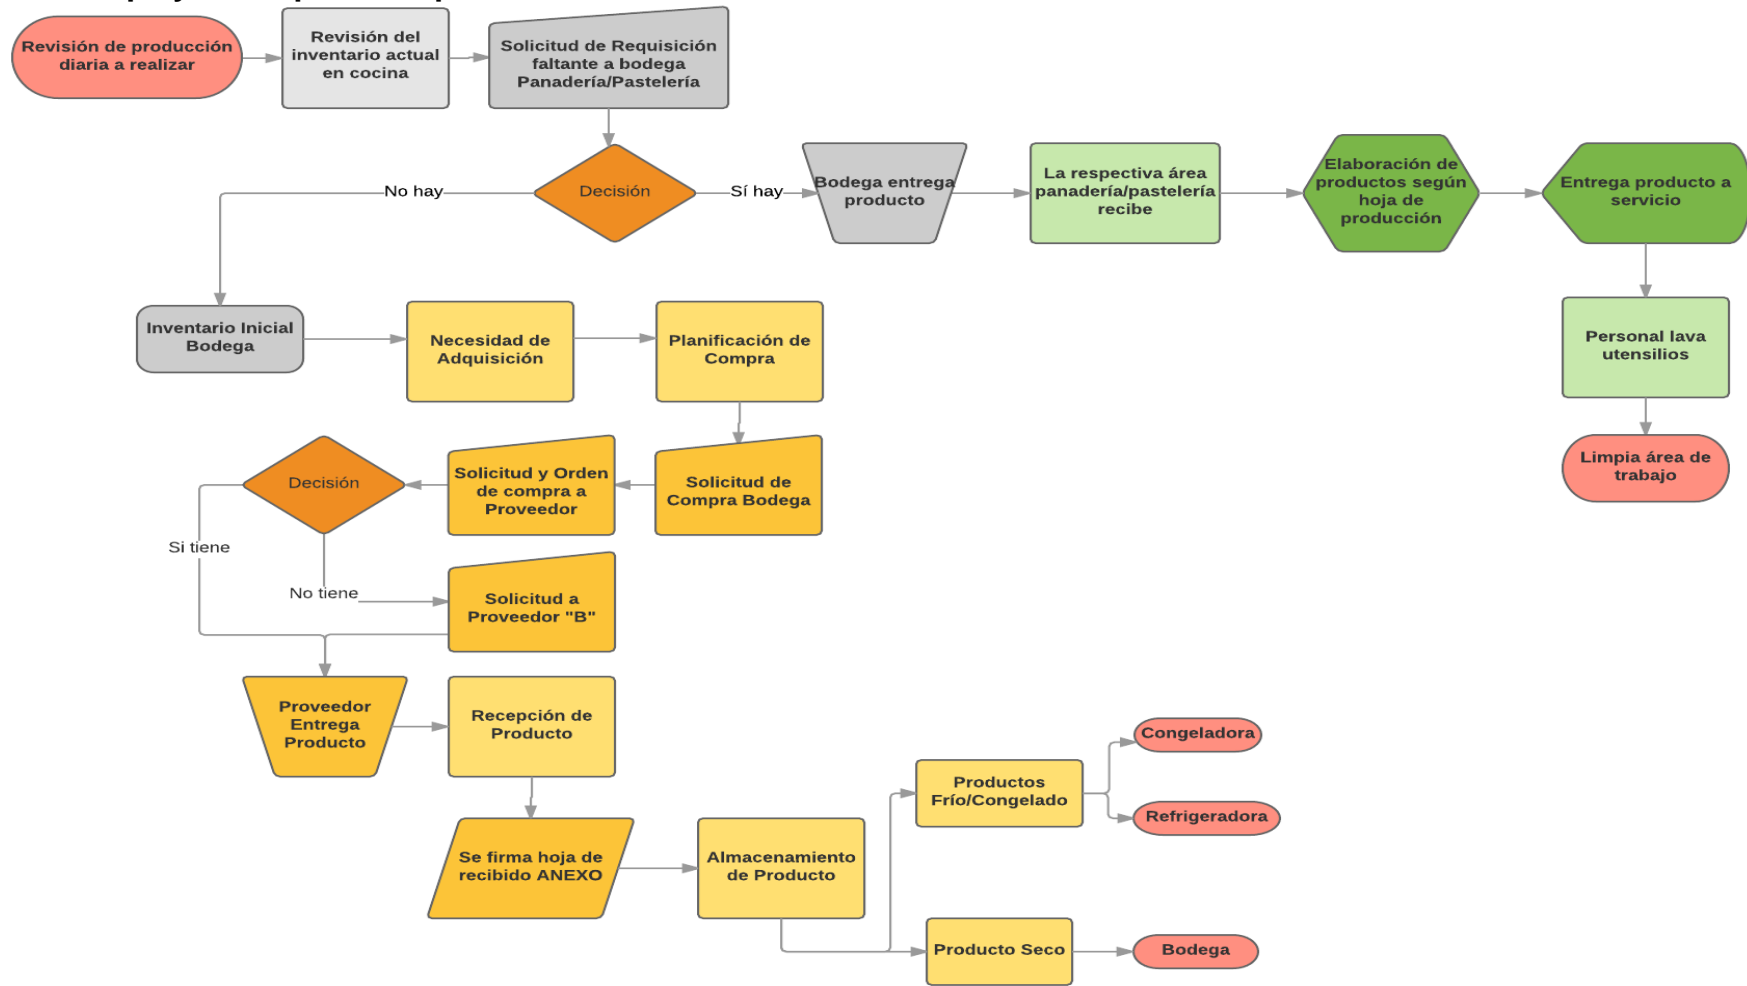 Revisión de producción
diaria a realizar
Revisión del
inventario actual
en cocina
Solicitud de Requisición
faltante a bodega
Panadería/Pastelería
No hay
Decisión
Sí hay
Bodega entrega
producto
La respectiva área
panadería/pastelería
recibe
Elaboración de
productos según
hoja de
producción
Entrega producto a
servicio
Inventario Inicial
Bodega
Necesidad de
Adquisición
Planificación de
Compra
Personal lava
utensilios
Limpia área de
trabajo
Decisión
Solicitud y Orden
de compra a
Proveedor
Solicitud de
Compra Bodega
Si tiene
No tiene
Solicitud a
Proveedor "B"
Proveedor
Entrega
Producto
Recepción de
Producto
Se firma hoja de
recibido ANEXO
Almacenamiento
de Producto
Productos
Frío/Congelado
Congeladora
Refrigeradora
Producto Seco
Bodega